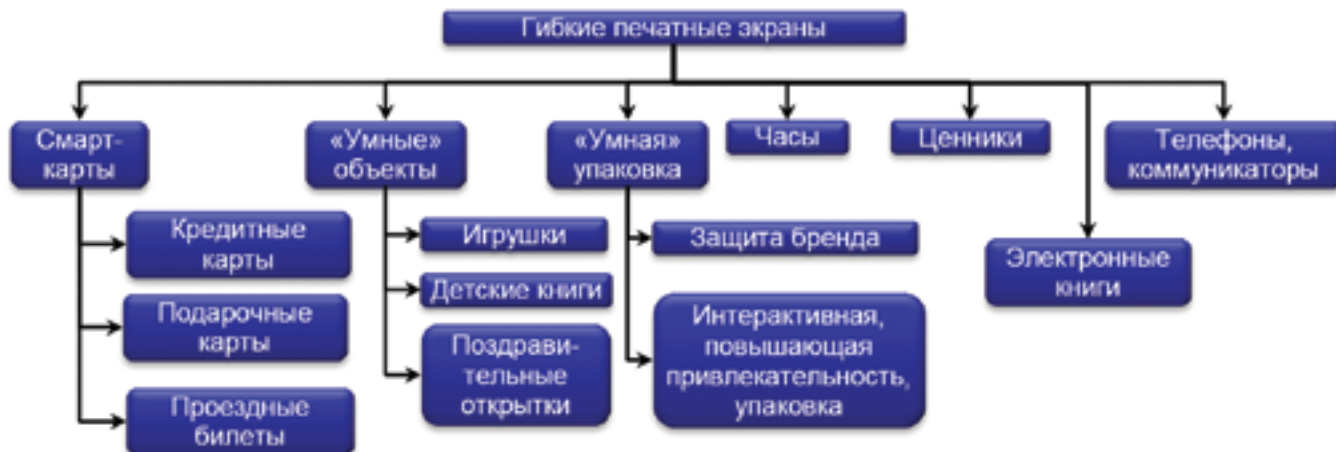 Гибкие печатные экраны
Смарт-
карты
«Умные»
объекты
«Умная»
упаковка
Часы
Ценники
Телефоны,
коммуникаторы
Кредитные
карты
Подарочные
карты
Проездные
билеты
Игрушки
Детские книги
Поздрави-
тельные
открытки
Защита бренда
Интерактивная,
повышающая
привлекательность,
упаковка
Электронные
книги